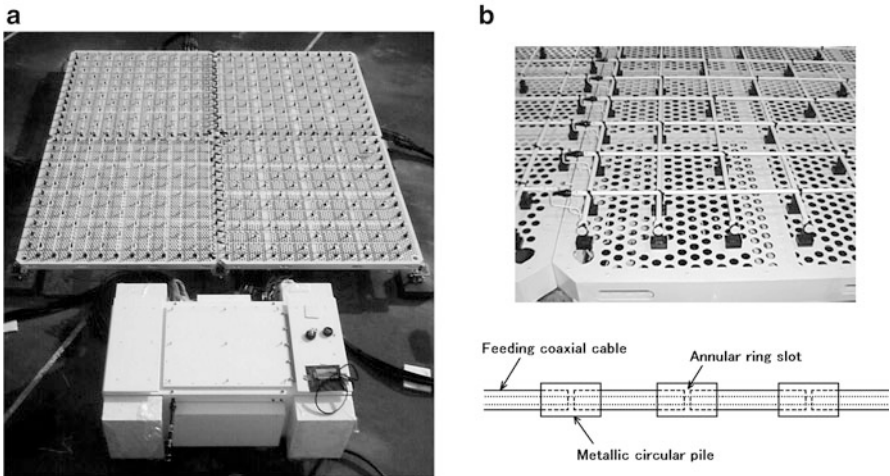 a
b
Feeding coaxial cable
Annular ring slot
Metallic circular pile